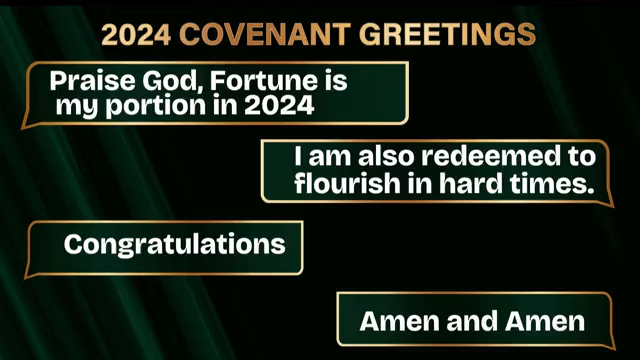 2024 COVENANT GREETINGS
Praise God, Fortune is
my portion in 2024
I am also redeemed to
flourish in hard times.
Congratulations
Amen and Amen